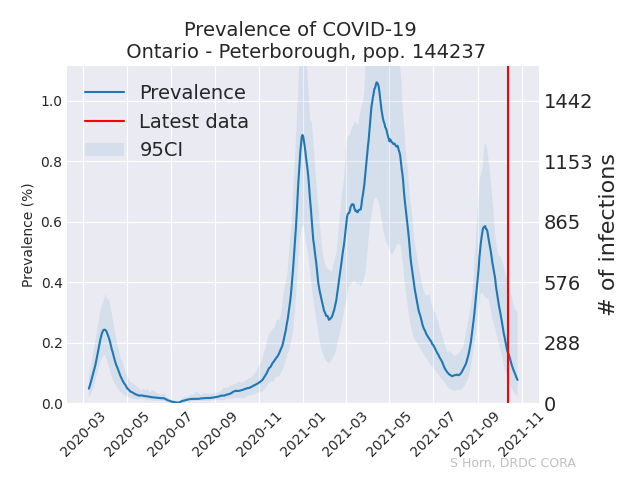 Prevalence of COVID-19
Ontario - Peterborough, pop. 144237
Prevalence
Latest data
95CI
Prevalence (%)
1.0
0.8
0.6
0.4
0.2
0.0
1442
1153
865
576
288
0
# of infections
2020-03
2020-05
2020-07
2020-09
2020-11
2021-01
2021-03
2021-05
2021-07
2021-09
2021-11
S Horn, DRDC CORA